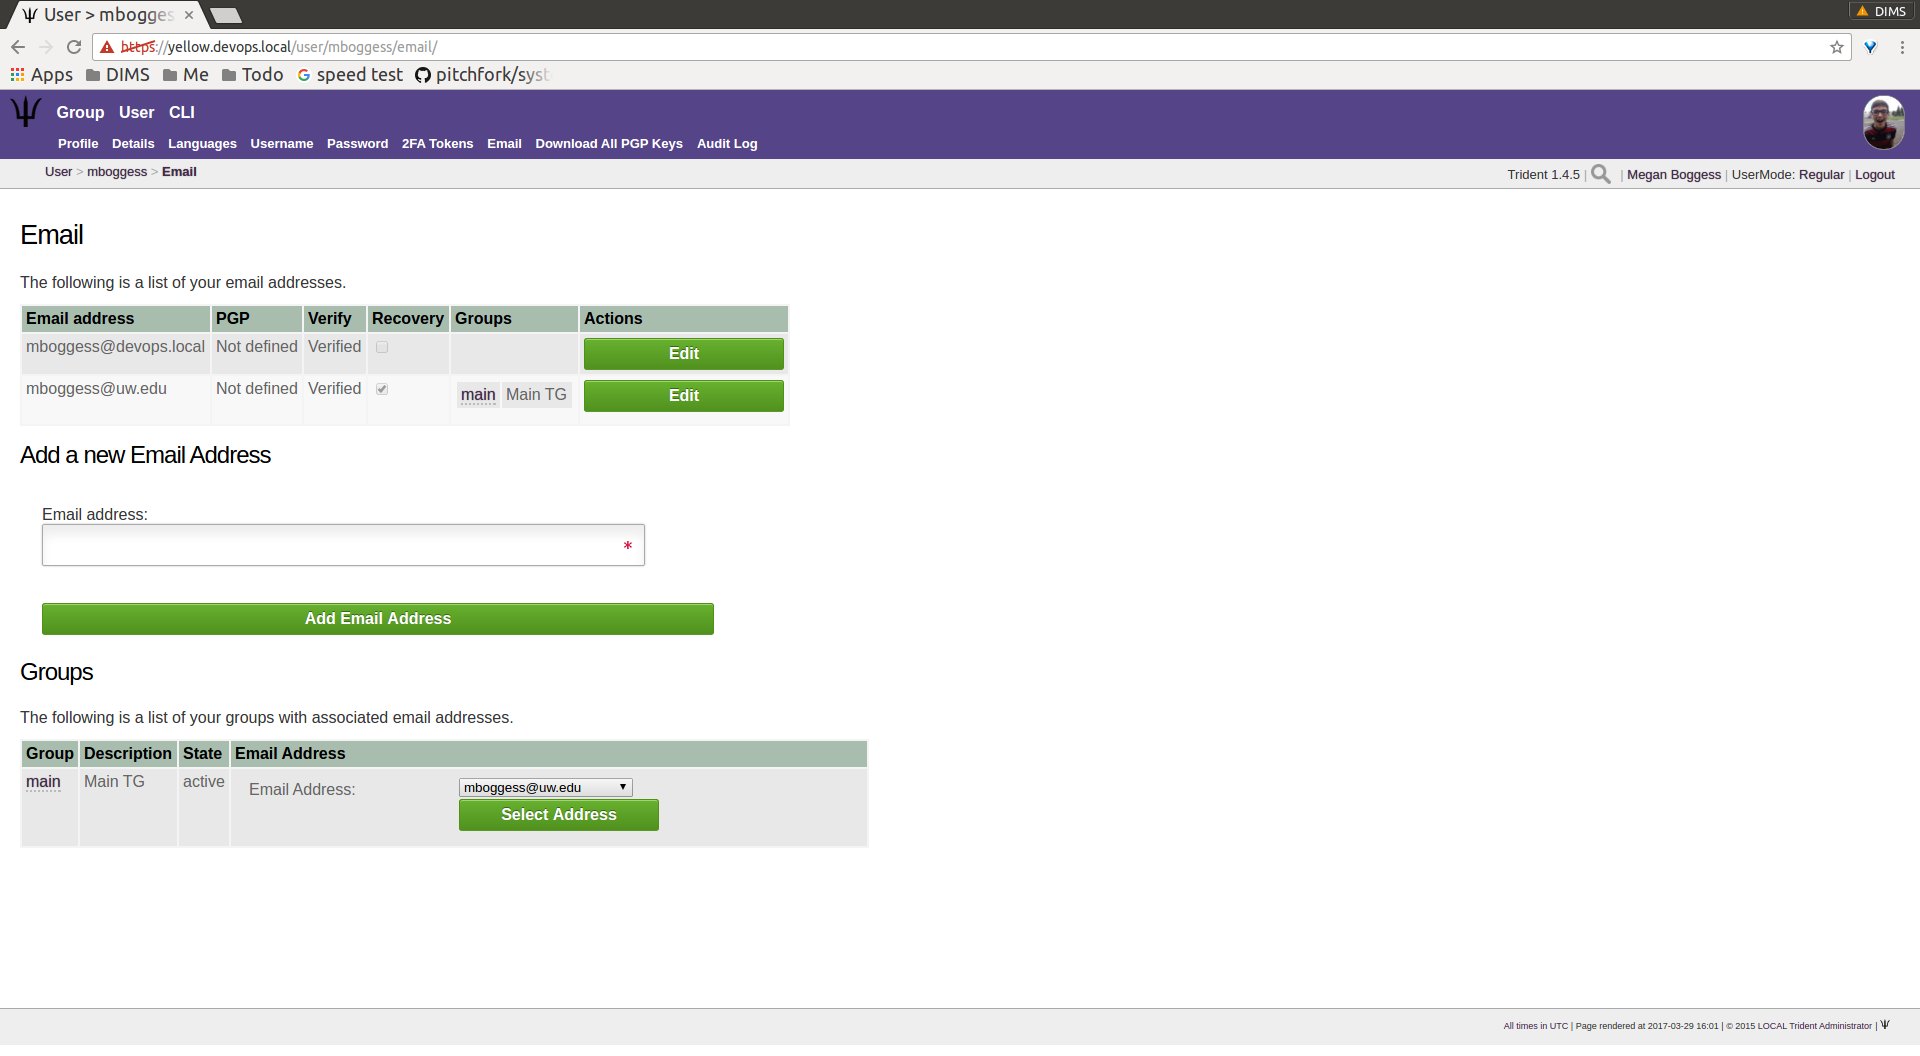 User > mbogges
DIMS
https://yellow.devops.local/user/mboggess/email/
Apps DIMS Me Todo speed test pitchfork/syst
Group User CLI
Profile Details Languages Username Password 2FA Tokens Email Download All PGP Keys Audit Log
User > mboggess > Email
Trident 1.4.5 | | Megan Boggess | UserMode: Regular | Logout
Email
The following is a list of your email addresses.
Email address PGP Verify Recovery Groups Actions
mboggess@devops.local Not defined Verified Edit
mboggess@uw.edu Not defined Verified main Main TG Edit
Add a new Email Address
Email address:
*
Add Email Address
Groups
The following is a list of your groups with associated email addresses.
Group Description State Email Address
main Main TG active Email Address: mboggess@uw.edu
Select Address
All times in UTC | Page rendered at 2017-03-29 16:01 | © 2015 LOCAL Trident Administrator |